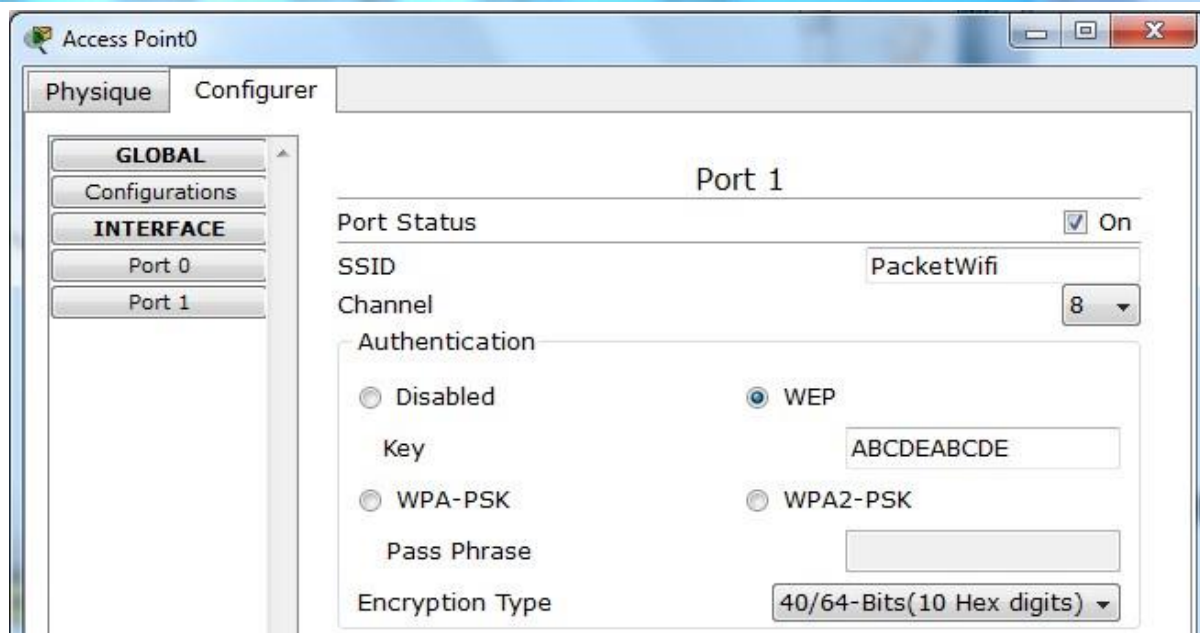 Access Point0
Physique Configurer
GLOBAL
Configurations
INTERFACE
Port 0
Port 1
Port 1
Port Status On
SSID PacketWifi
Channel 8
Authentication
Disabled WEP
Key ABCDEABCDE
WPA-PSK WPA2-PSK
Pass Phrase
Encryption Type 40/64-Bits(10 Hex digits)